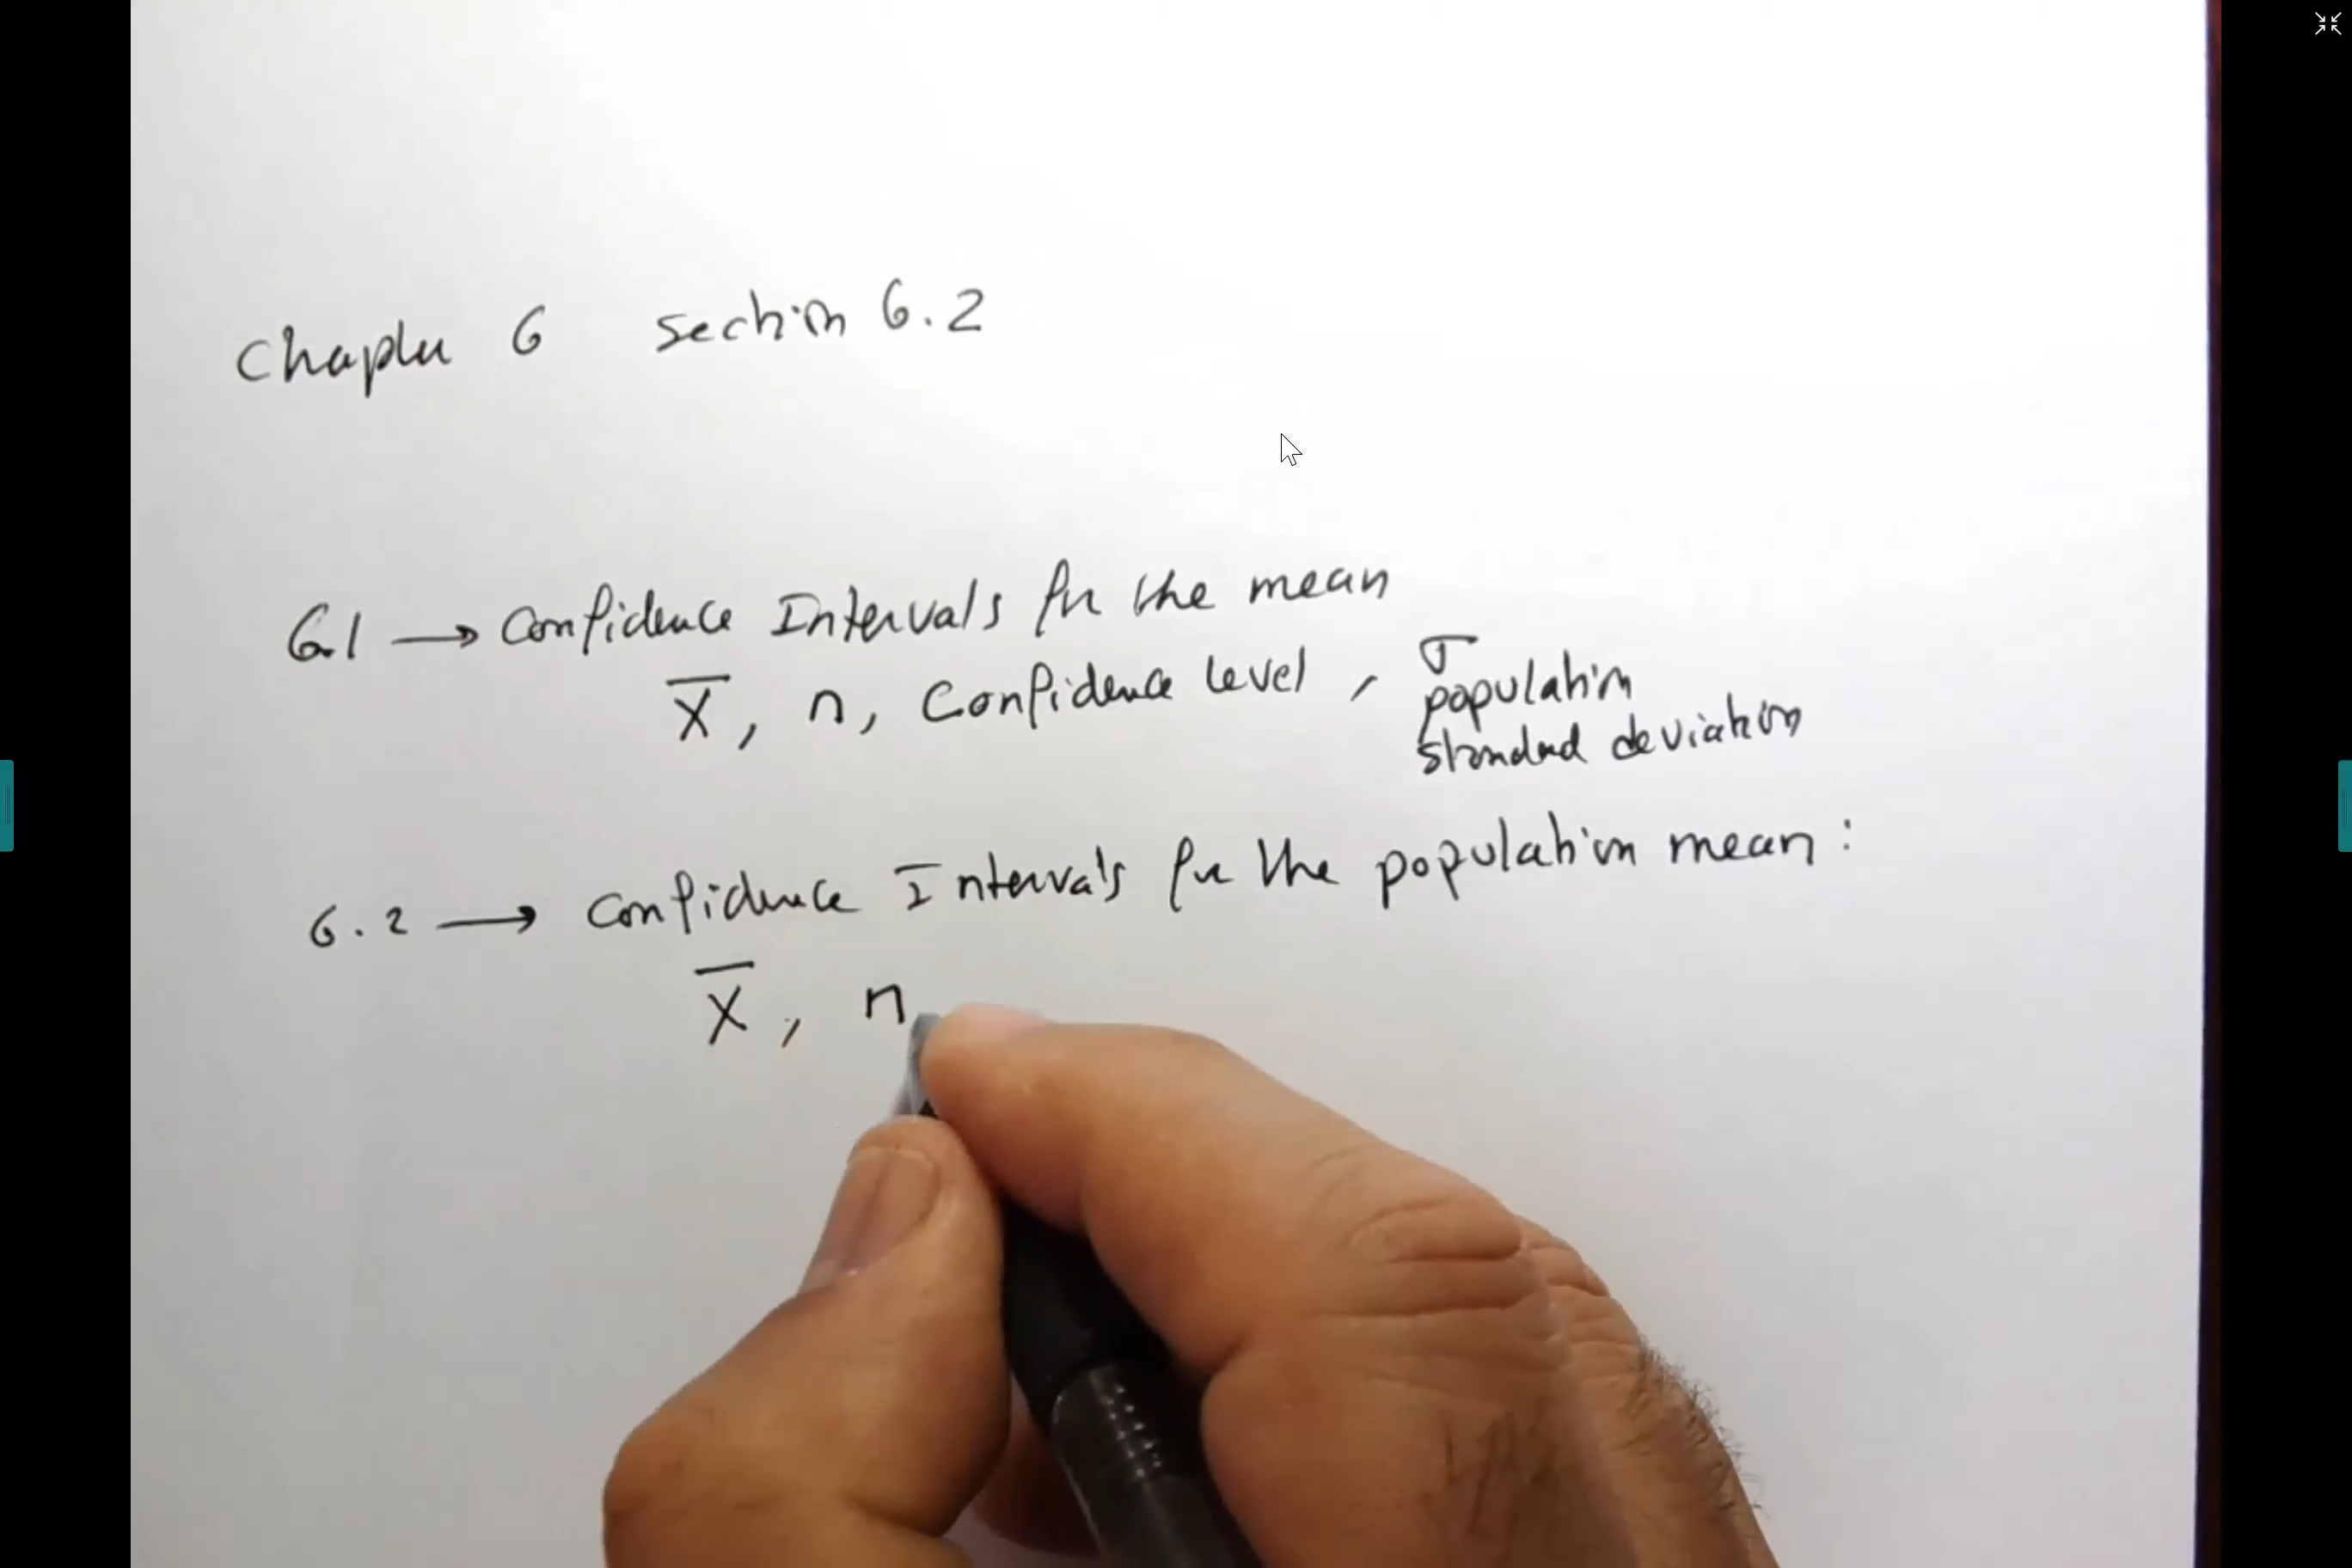 Chapter 6 section 6.2
6.1 → Confidence Intervals for the mean
X̅, n, Confidence level, σ
population
standard deviation
6.2 → Confidence Intervals for the population mean:
X̅, n